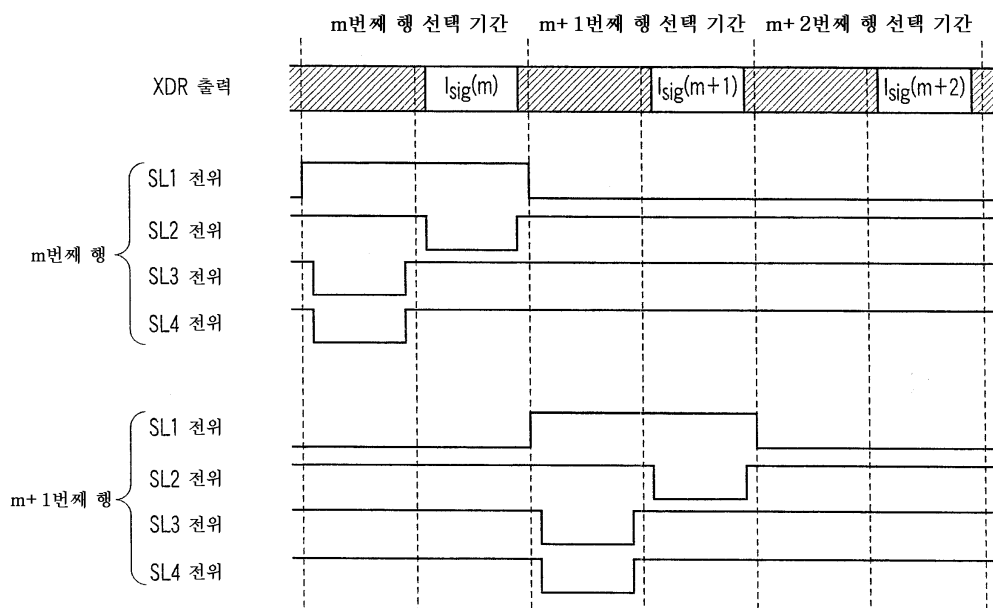 m번째 행 선택 기간 m+1번째 행 선택 기간 m+2번째 행 선택 기간
XDR 출력 Isig(m) Isig(m+1) Isig(m+2)
m번째 행
SL1 전위
SL2 전위
SL3 전위
SL4 전위
m+1번째 행
SL1 전위
SL2 전위
SL3 전위
SL4 전위